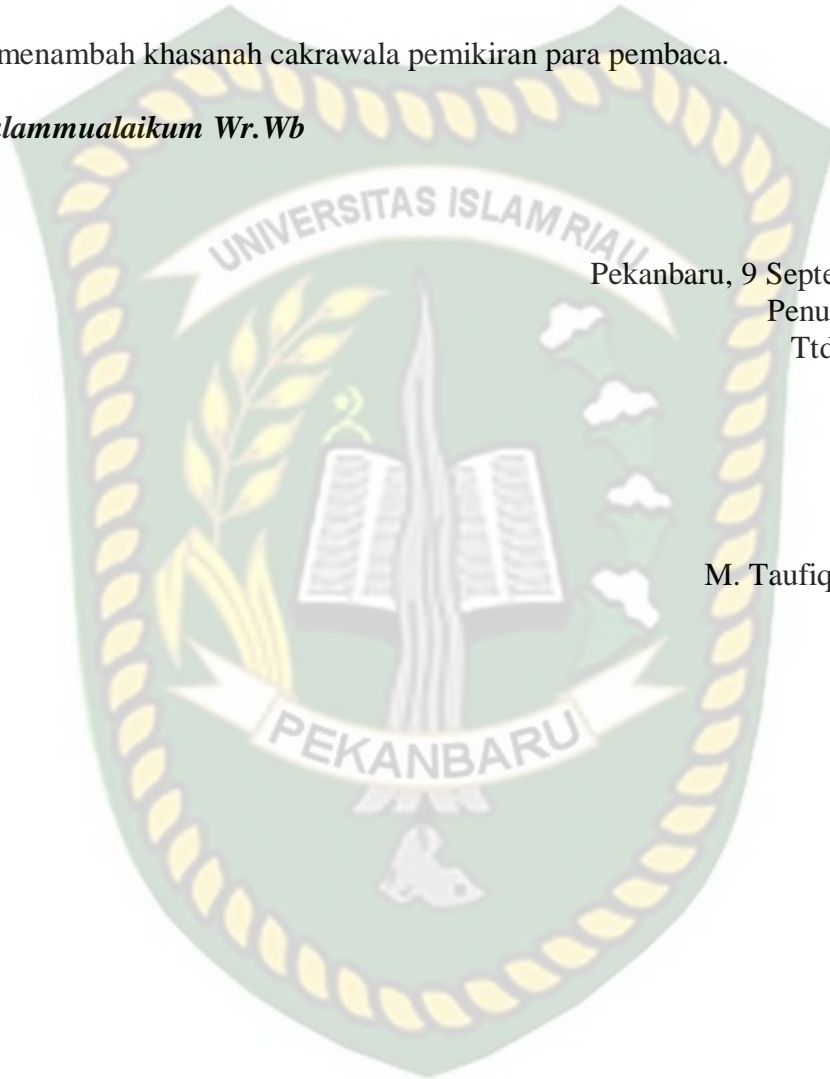 menambah khasanah cakrawala pemikiran para pembaca.
alammualaikum Wr.Wb
UNIVERSITAS ISLAM RIAU
Pekanbaru, 9 Septe
Penu
Ttd
M. Taufiq
PEKANBARU